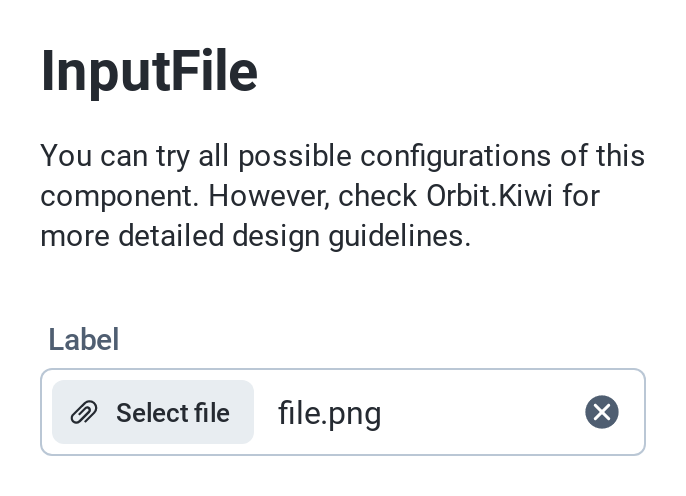 InputFile
You can try all possible configurations of this
component. However, check Orbit.Kiwi for
more detailed design guidelines.
Label
Select file file.png